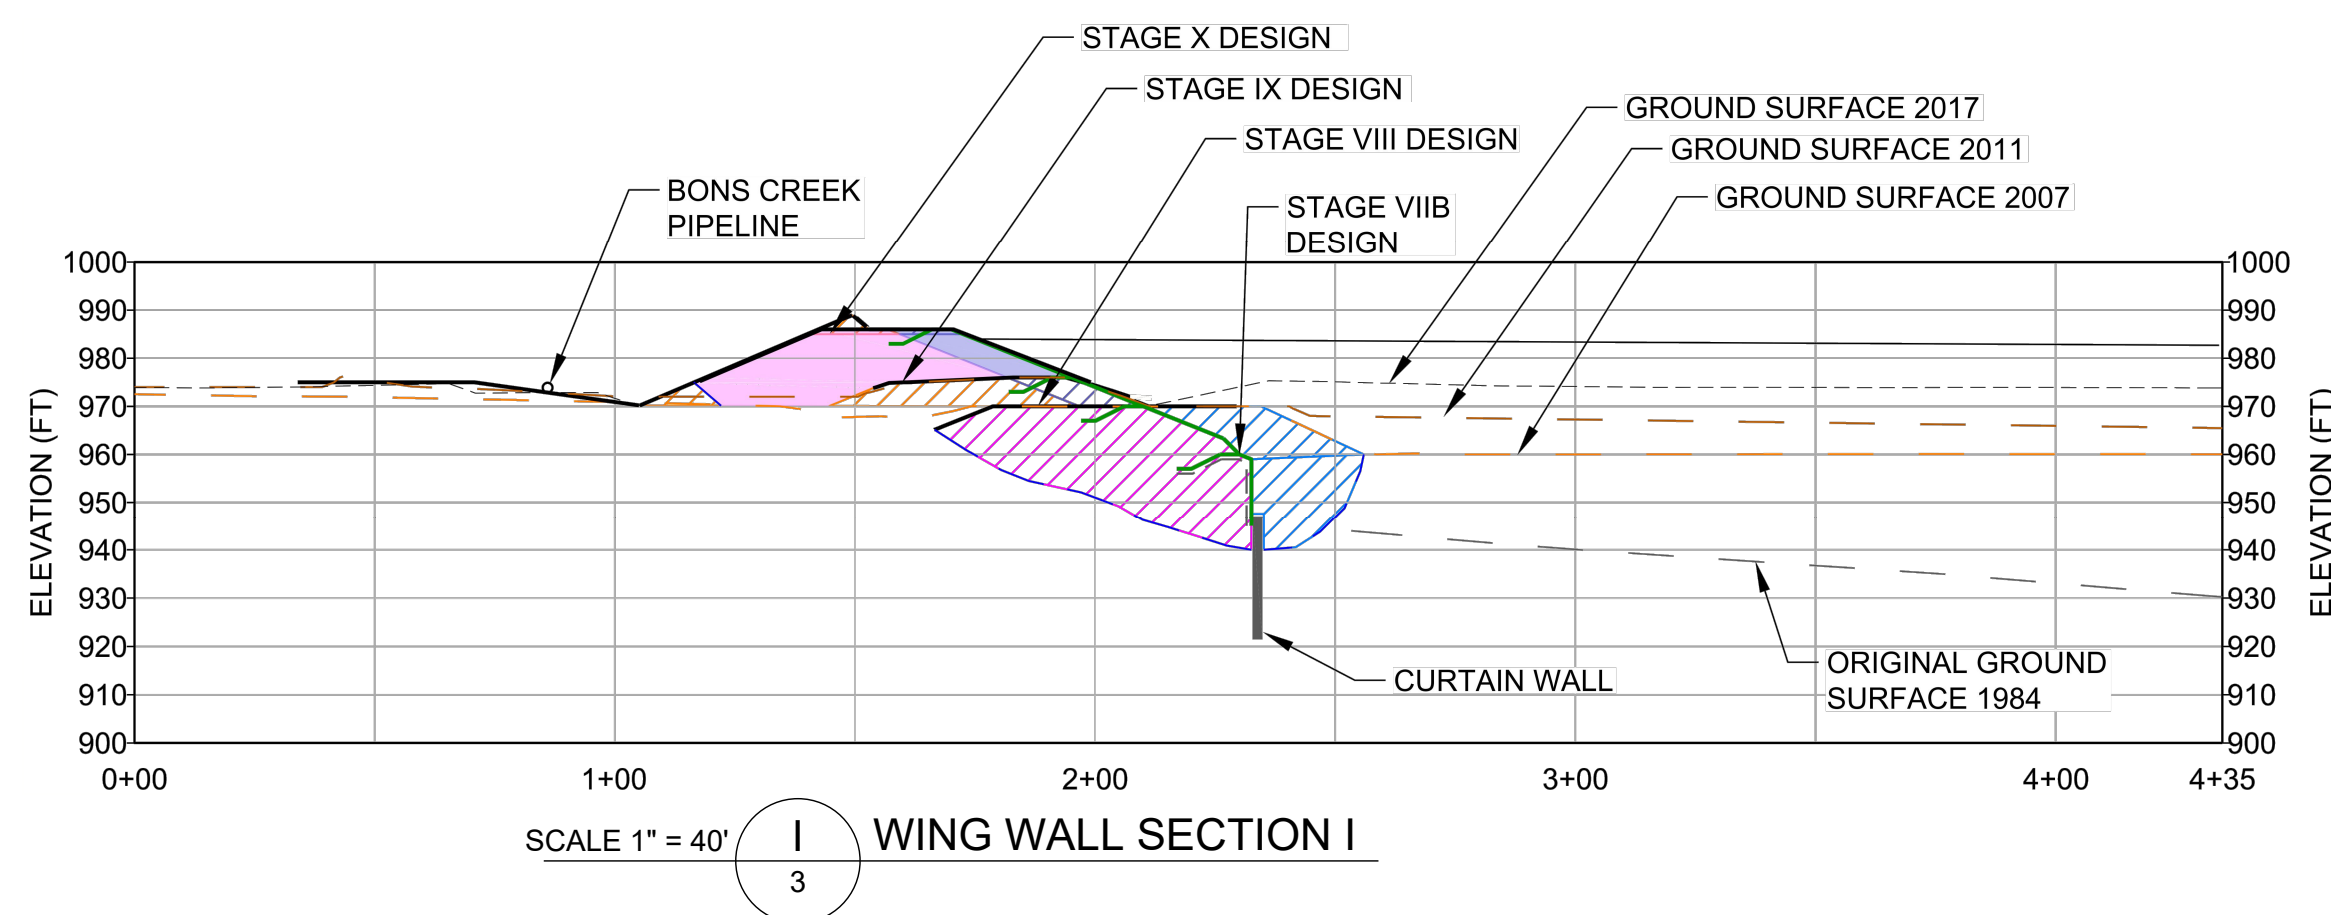 STAGE X DESIGN
STAGE IX DESIGN
GROUND SURFACE 2017
STAGE VIII DESIGN
GROUND SURFACE 2011
BONS CREEK
PIPELINE
GROUND SURFACE 2007
STAGE VIIB
DESIGN
1000
1000
990
990
980
980
970
970
960
960
950
950
940
940
930
930
920
920
910
910
900
900
ELEVATION (FT)
ELEVATION (FT)
CURTAIN WALL
ORIGINAL GROUND
SURFACE 1984
0+00
1+00
2+00
3+00
4+00
4+35
SCALE 1" = 40'
I
3
WING WALL SECTION I